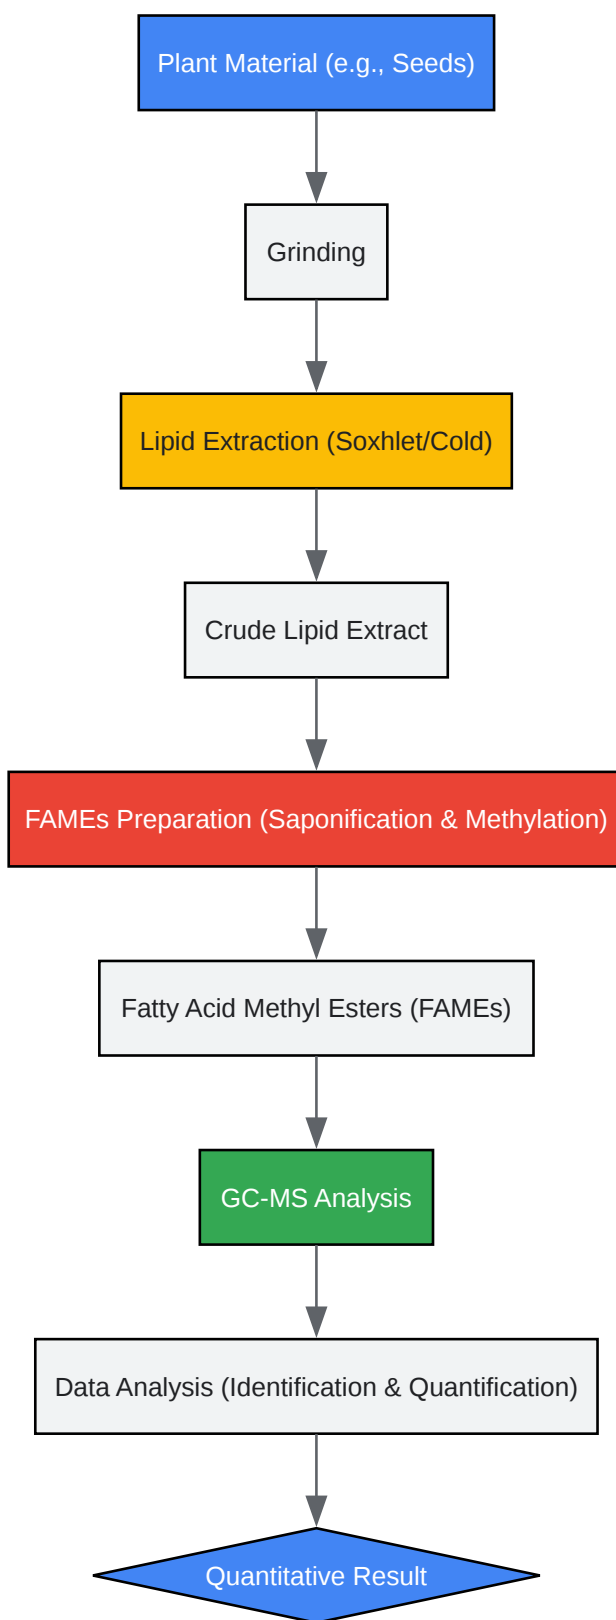 Plant Material (e.g., Seeds)
Grinding
Lipid Extraction (Soxhlet/Cold)
Crude Lipid Extract
FAMEs Preparation (Saponification & Methylation)
Fatty Acid Methyl Esters (FAMEs)
GC-MS Analysis
Data Analysis (Identification & Quantification)
Quantitative Result